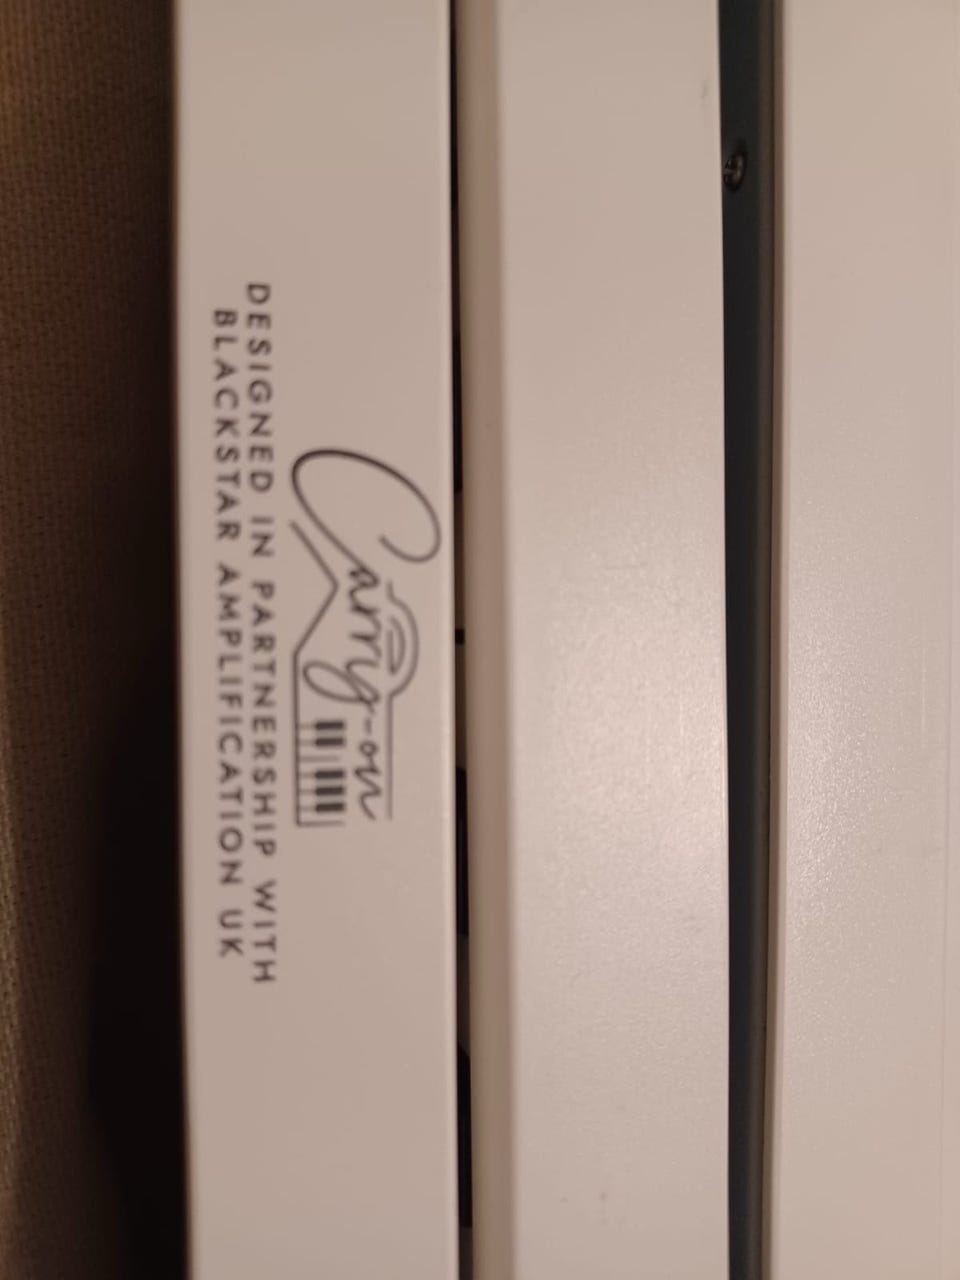 Carry-on
DESIGNED IN PARTNERSHIP WITH
BLACKSTAR AMPLIFICATION UK